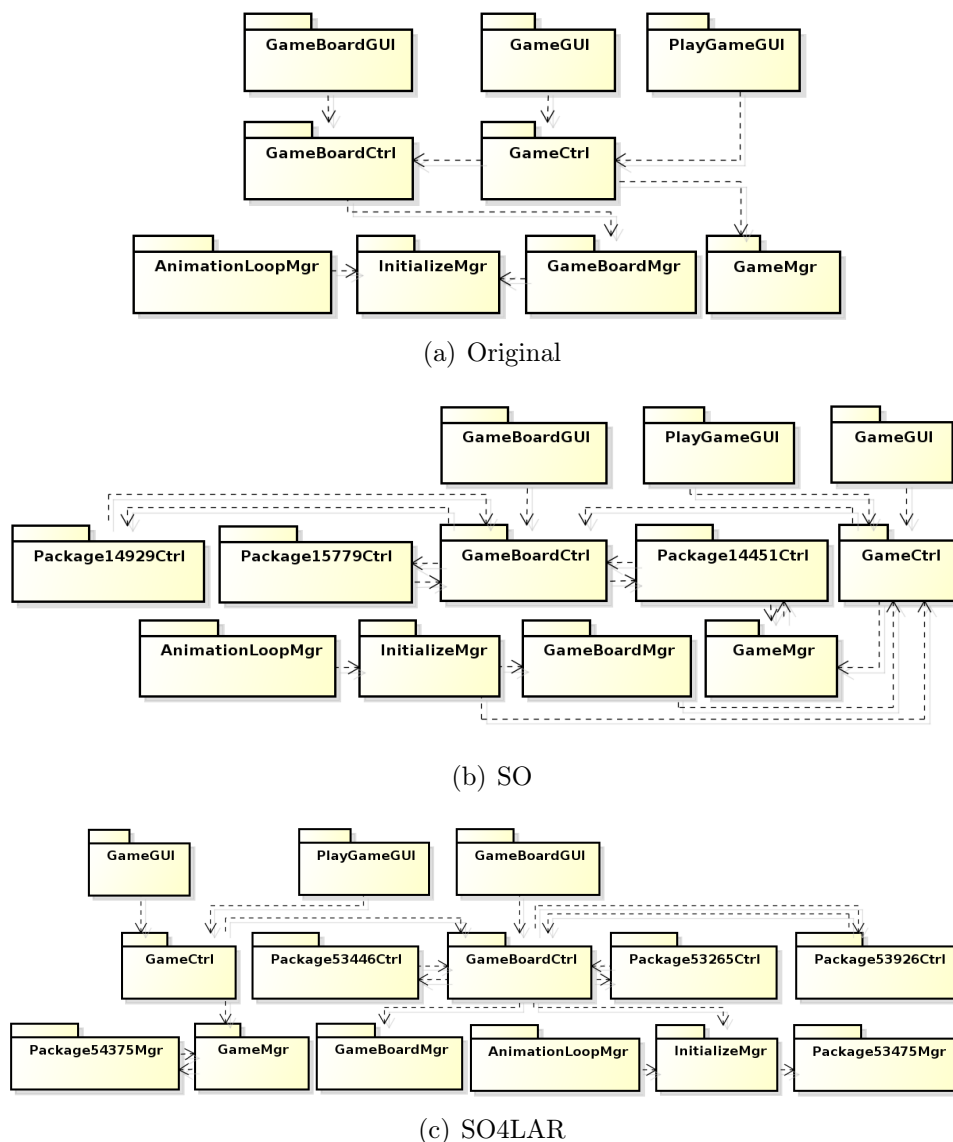 GameBoardGUI
GameGUI
PlayGameGUI
GameBoardCtrl
GameCtrl
AnimationLoopMgr
InitializeMgr
GameBoardMgr
GameMgr
(a) Original
GameBoardGUI
PlayGameGUI
GameGUI
Package14929Ctrl
Package15779Ctrl
GameBoardCtrl
Package14451Ctrl
GameCtrl
AnimationLoopMgr
InitializeMgr
GameBoardMgr
GameMgr
(b) SO
GameGUI
PlayGameGUI
GameBoardGUI
GameCtrl
Package53446Ctrl
GameBoardCtrl
Package53265Ctrl
Package53926Ctrl
Package54375Mgr
GameMgr
GameBoardMgr
AnimationLoopMgr
InitializeMgr
Package53475Mgr
(c) SO4LAR